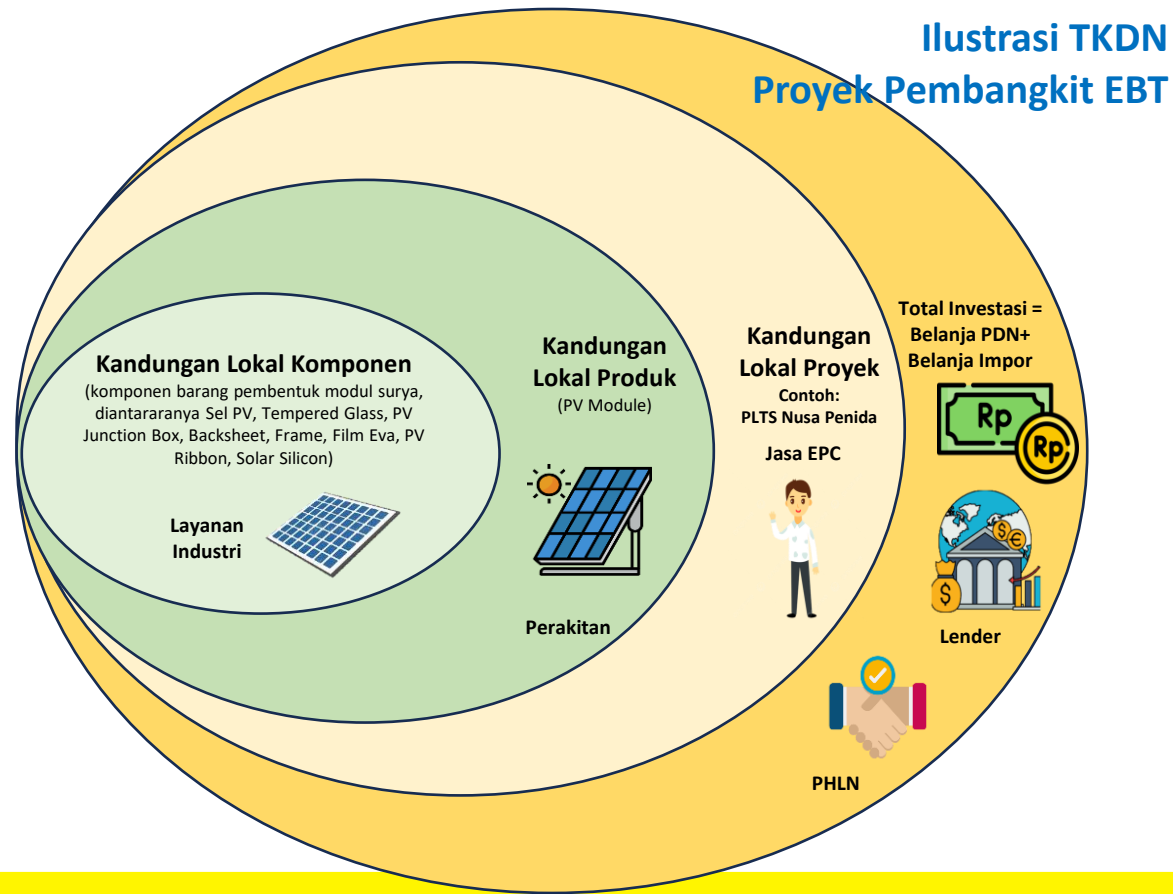 Ilustrasi TKDN
Proyek Pembangkit EBT
Kandungan Lokal Komponen
(komponen barang pembentuk modul surya,
diantararanya Sel PV, Tempered Glass, PV
Junction Box, Backsheet, Frame, Film Eva, PV
Ribbon, Solar Silicon)
Layanan
Industri
Kandungan
Lokal Produk
(PV Module)
Perakitan
Kandungan
Lokal Proyek
Contoh:
PLTS Nusa Penida
Jasa EPC
Total Investasi =
Belanja PDN+
Belanja Impor
Rp
Rp
$
€
$
Lender
PHLN